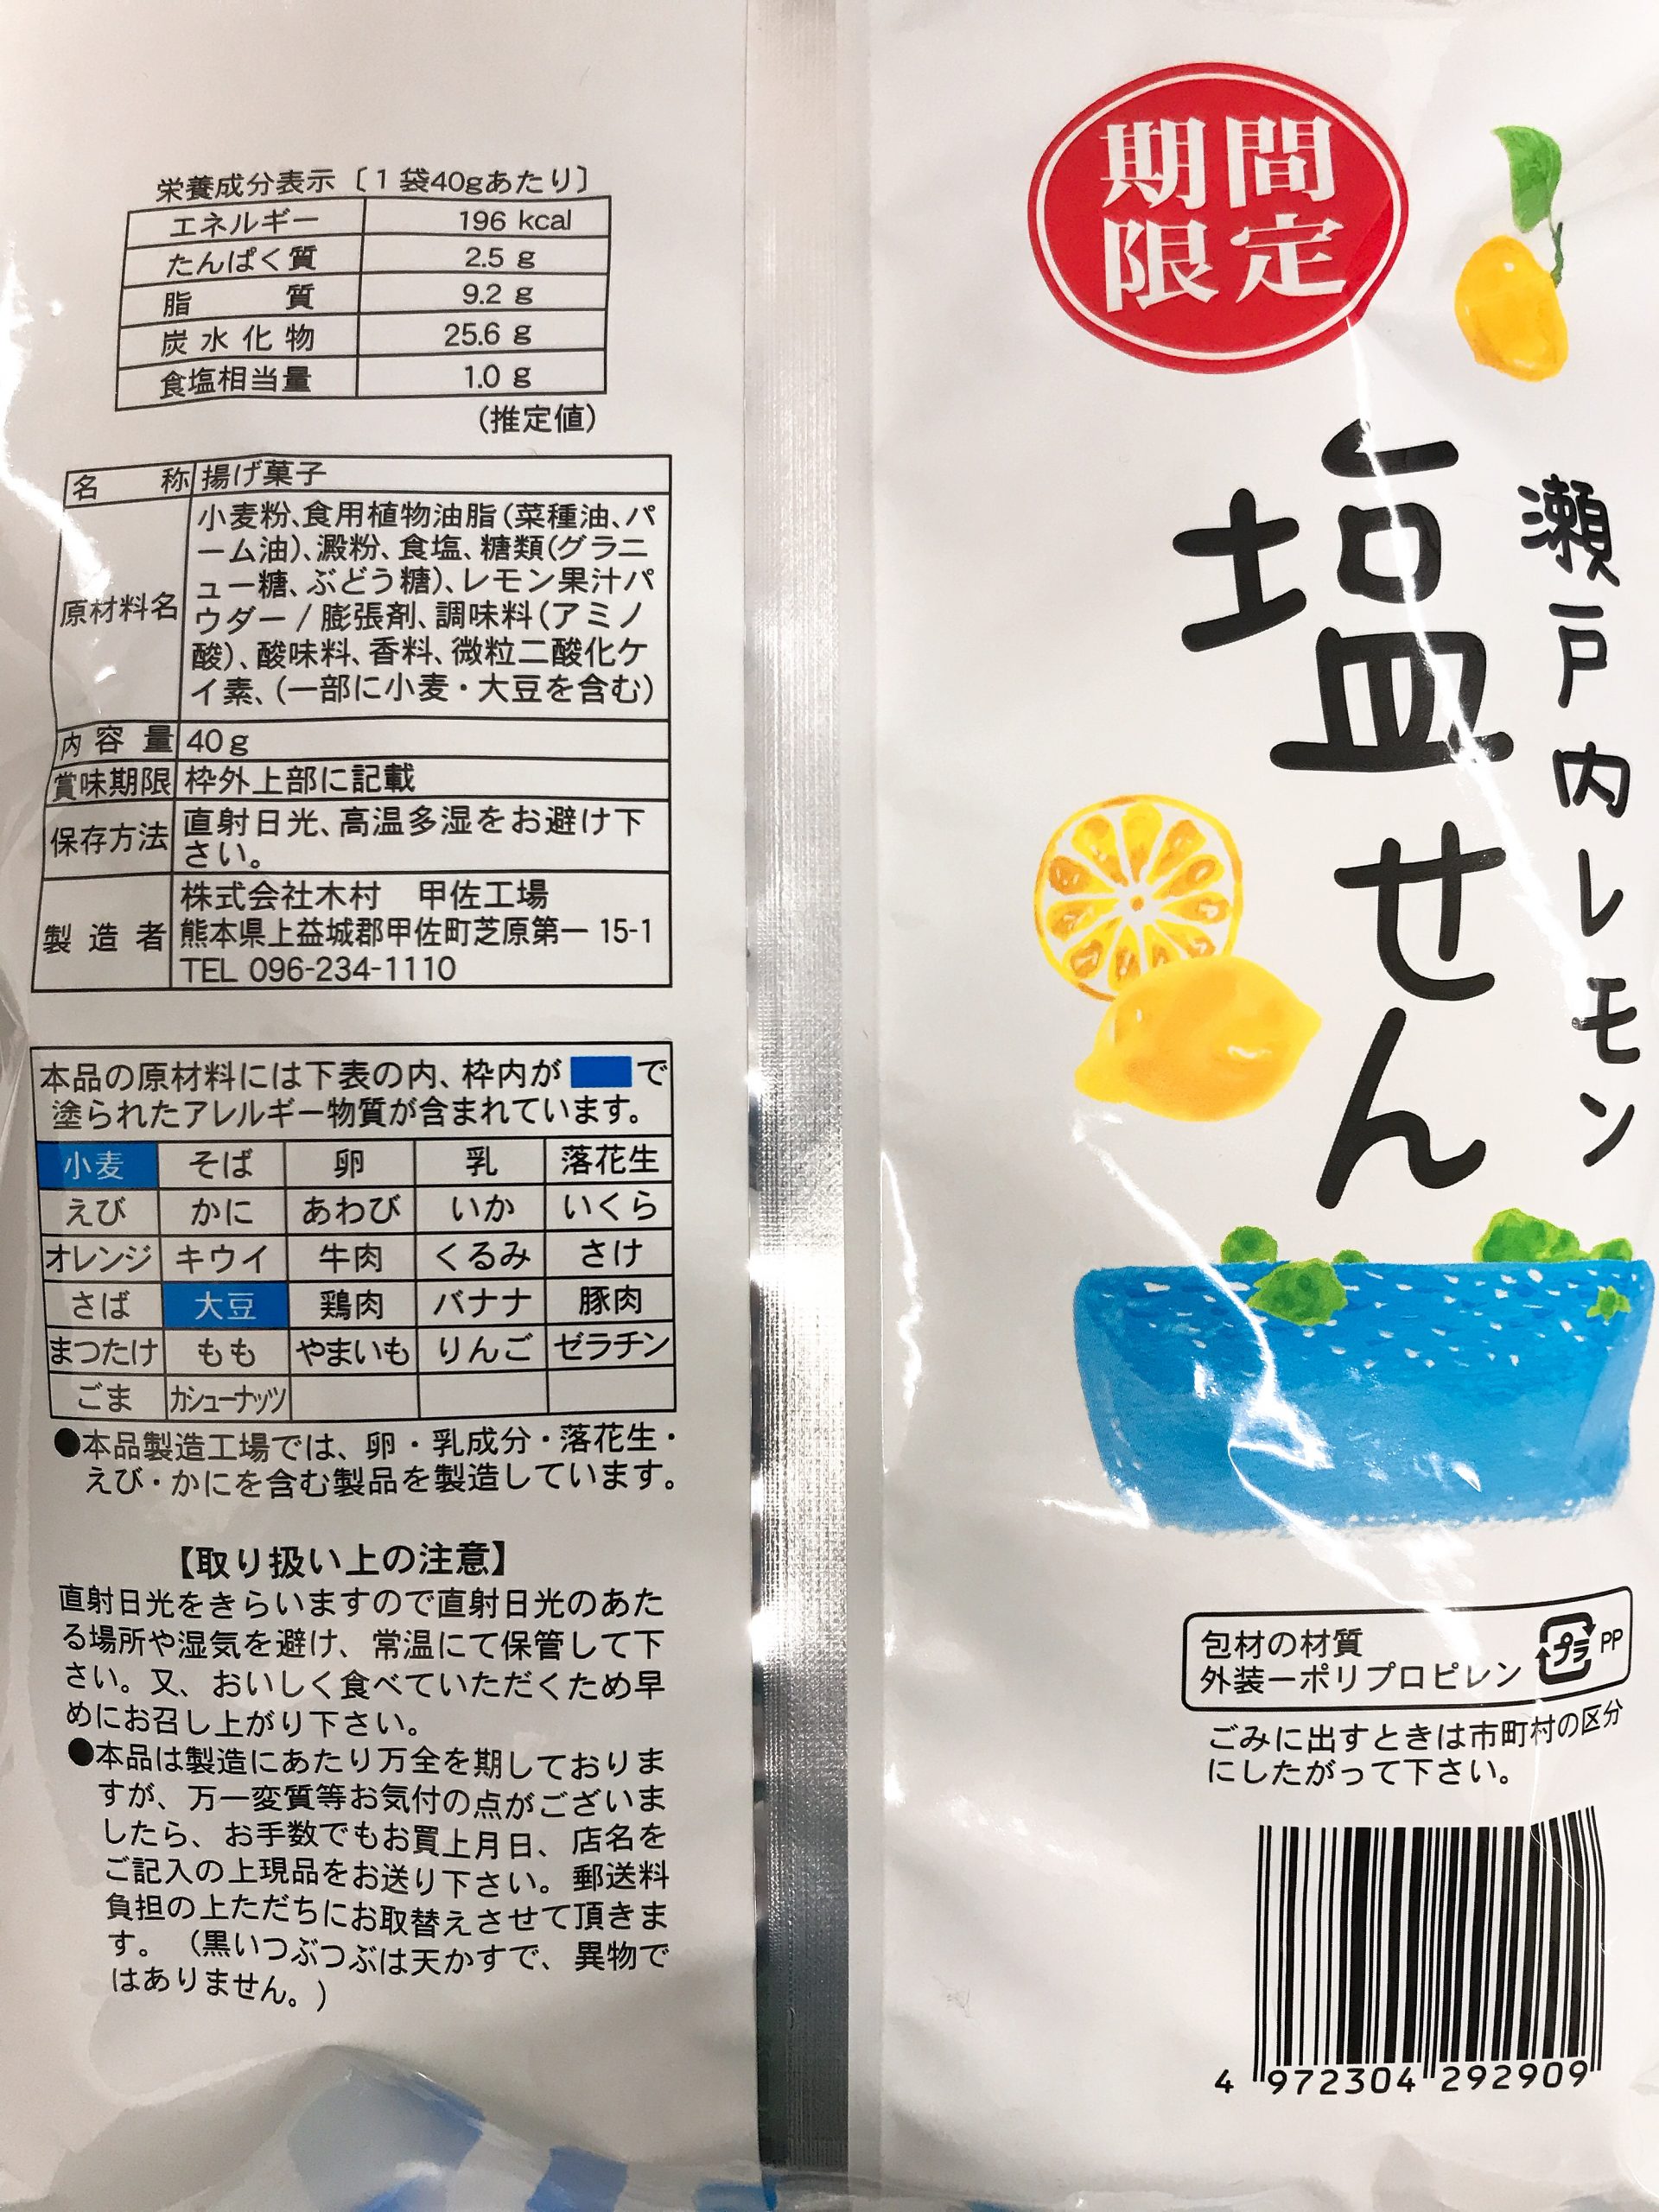 栄養成分表示〔1袋40gあたり〕
エネルギー 196 kcal
たんぱく質 2.5 g
脂質 9.2 g
炭水化物 25.6 g
食塩相当量 1.0 g
(推定値)
名称 揚げ菓子
原材料名 小麦粉、食用植物油脂(菜種油、パ
ーム油)、澱粉、食塩、糖類(グラニ
ュー糖、ぶどう糖)、レモン果汁パ
ウダー / 膨張剤、調味料(アミノ
酸)、酸味料、香料、微粒二酸化ケ
イ素、(一部に小麦・大豆を含む)
内容量 40g
賞味期限 枠外上部に記載
保存方法 直射日光、高温多湿をお避け下
さい。
製造者 株式会社木村 甲佐工場
熊本県上益城郡甲佐町芝原第一 15-1
TEL 096-234-1110
本品の原材料には下表の内、枠内が で
塗られたアレルギー物質が含まれています。
小麦 そば 卵 乳 落花生
えび かに あわび いか いくら
オレンジ キウイ 牛肉 くるみ さけ
さば 大豆 鶏肉 バナナ 豚肉
まつたけ もも やまいも りんご ゼラチン
ごま カシューナッツ
●本品製造工場では、卵・乳成分・落花生・
えび・かにを含む製品を製造しています。
【取り扱い上の注意】
直射日光をきらいますので直射日光のあた
る場所や湿気を避け、常温にて保管して下
さい。又、おいしく食べていただくため早
めにお召し上がり下さい。
●本品は製造にあたり万全を期しておりま
すが、万一変質等お気付の点がございま
したら、お手数でもお買上月日、店名を
ご記入の上現品をお送り下さい。郵送料
負担の上ただちにお取替えさせて頂きま
す。（黒いつぶつぶは天かすで、異物で
はありません。）
期間
限定
瀬戸内レモン
塩せん
包材の材質
外装ーポリプロピレン
プラ PP
ごみに出すときは市町村の区分
にしたがって下さい。
4 972304 292909